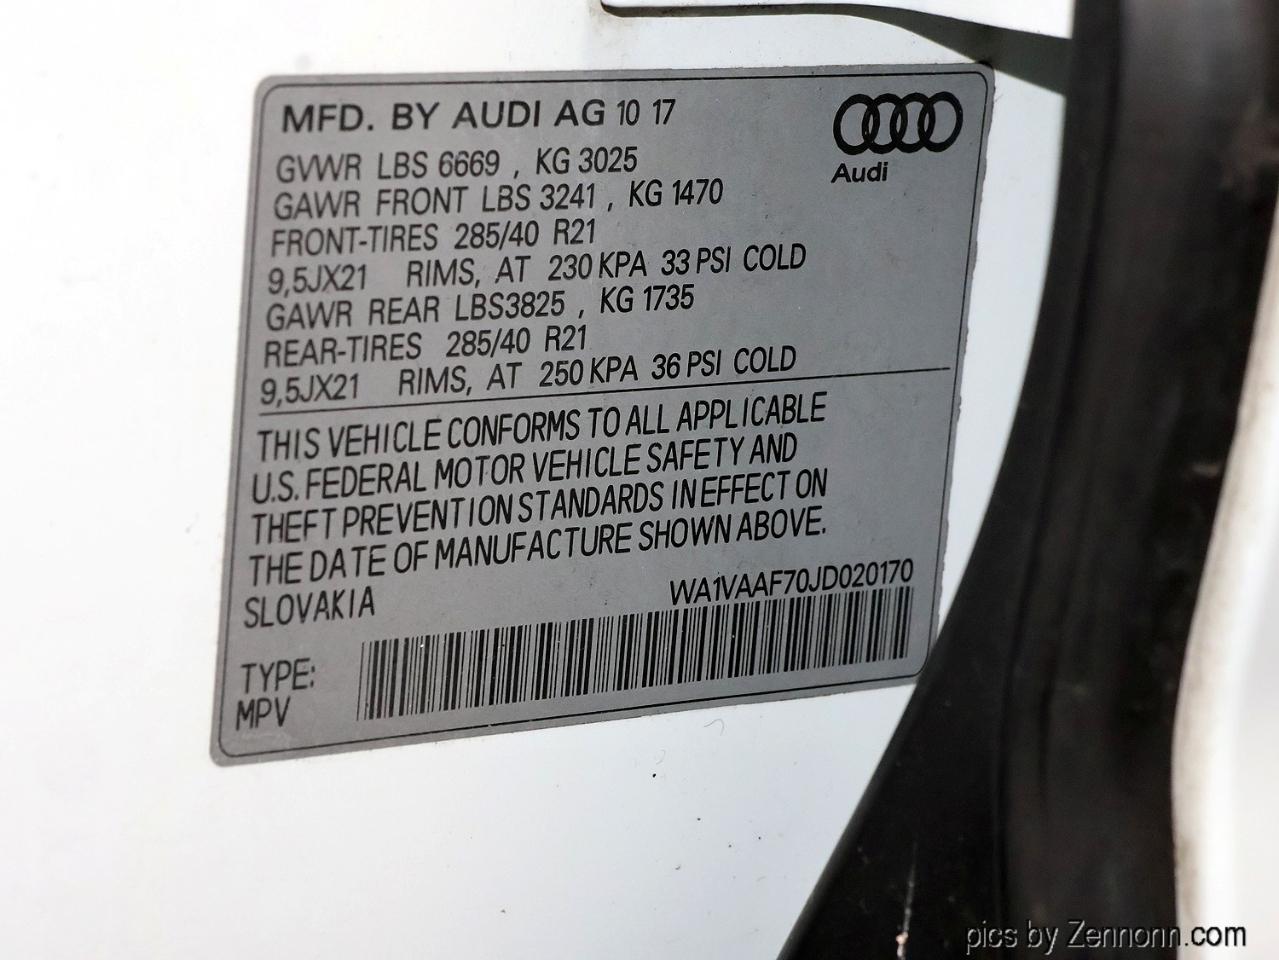 MFD. BY AUDI AG 10 17
Audi
GVWR LBS 6669 , KG 3025
GAWR FRONT LBS 3241 , KG 1470
FRONT-TIRES 285/40 R21
9,5JX21 RIMS, AT 230 KPA 33 PSI COLD
GAWR REAR LBS3825 , KG 1735
REAR-TIRES 285/40 R21
9,5JX21 RIMS, AT 250 KPA 36 PSI COLD
THIS VEHICLE CONFORMS TO ALL APPLICABLE
U.S. FEDERAL MOTOR VEHICLE SAFETY AND
THEFT PREVENTION STANDARDS IN EFFECT ON
THE DATE OF MANUFACTURE SHOWN ABOVE.
SLOVAKIA
WA1VAAF70JD020170
TYPE:
MPV
pics by Zennonn.com